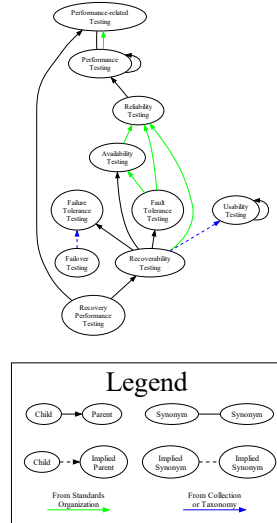 Performance-related
Testing
Performance
Testing
Reliability
Testing
Availability
Testing
Failure
Tolerance
Testing
Fault
Tolerance
Testing
Usability
Testing
Failover
Testing
Recoverability
Testing
Recovery
Performance
Testing
Legend
Child
Parent
Synonym
Synonym
Child
Implied
Parent
Implied
Synonym
Implied
Synonym
From Standards
Organization
From Collection
or Taxonomy